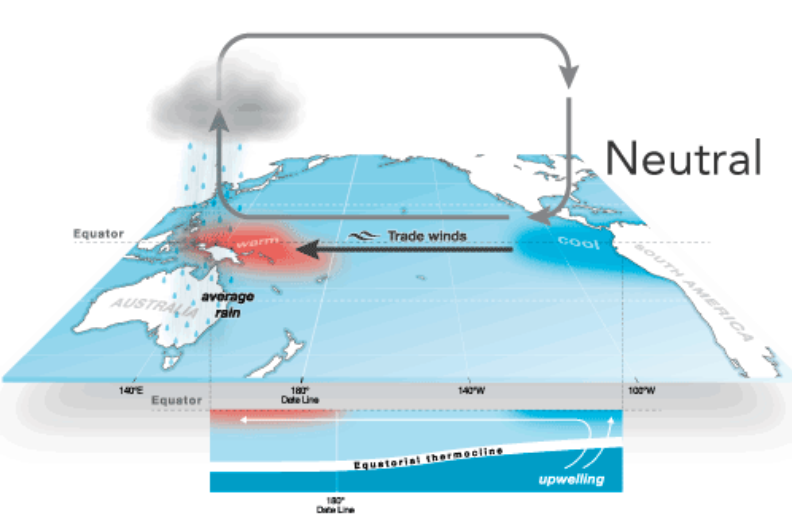 Neutral
Equator
warm
Trade winds
cool
AUSTRALIA
average
rain
SOUTH AMERICA
140°E
180°
Date Line
140°W
100°W
Equator
Equatorial thermocline
upwelling
180°
Date Line